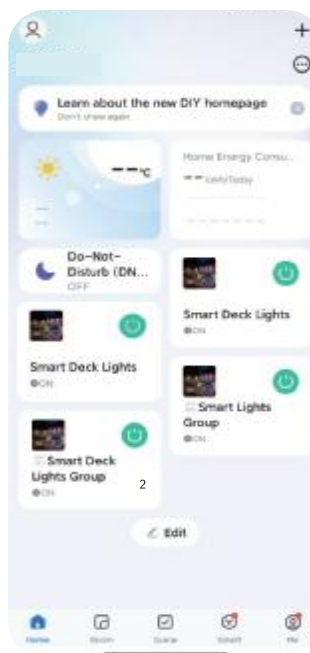 Learn about the new DIY homepage
Don't show again
--°C
Home Energy Consu...
-- kWh/Today
Do-Not-
Disturb (DN...
OFF
Smart Deck Lights
ON
Smart Deck Lights
ON
Smart Lights
Group
ON
Smart Deck
Lights Group
2
ON
Edit
Home
Room
Scene
Smart
Me